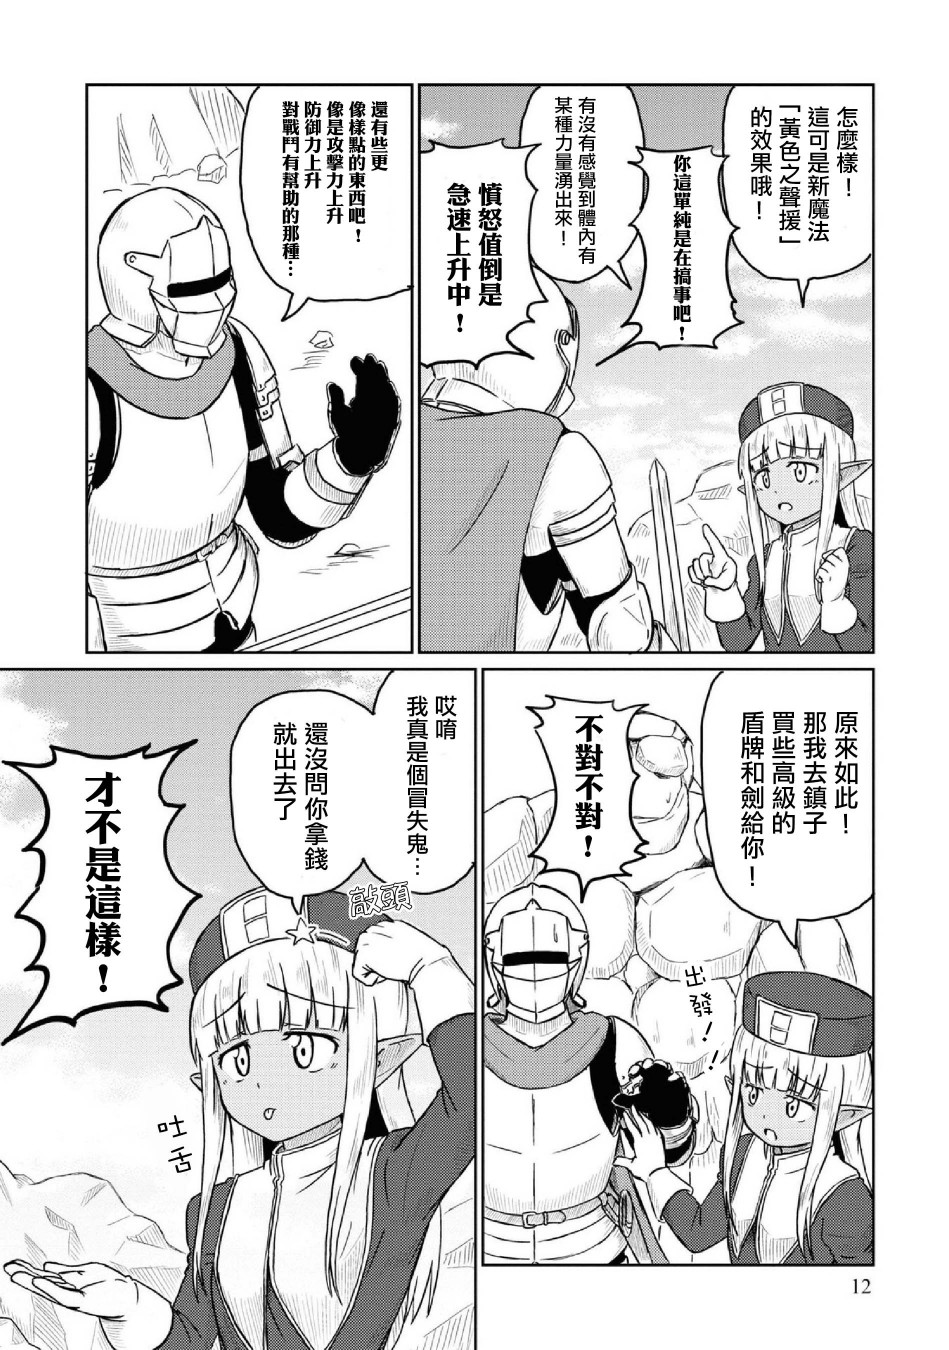 怎麼樣！
這可是新魔法
「黃色之聲援」
的效果哦！
你這單純是在搞事吧！
有沒有感覺到體內有
某種力量湧出來！
憤怒值倒是
急速上升中！
還有些更
像樣點的東西吧！
像是攻擊力上升
防御力上升
對戰鬥有幫助的那種…
原來如此！
那我去鎮子
買些高級的
盾牌和劍給你！
出發！
不對不對！
哎唷
我真是個冒失鬼…
還沒問你拿錢
就出去了
敲頭
吐舌
才不是這樣！
12